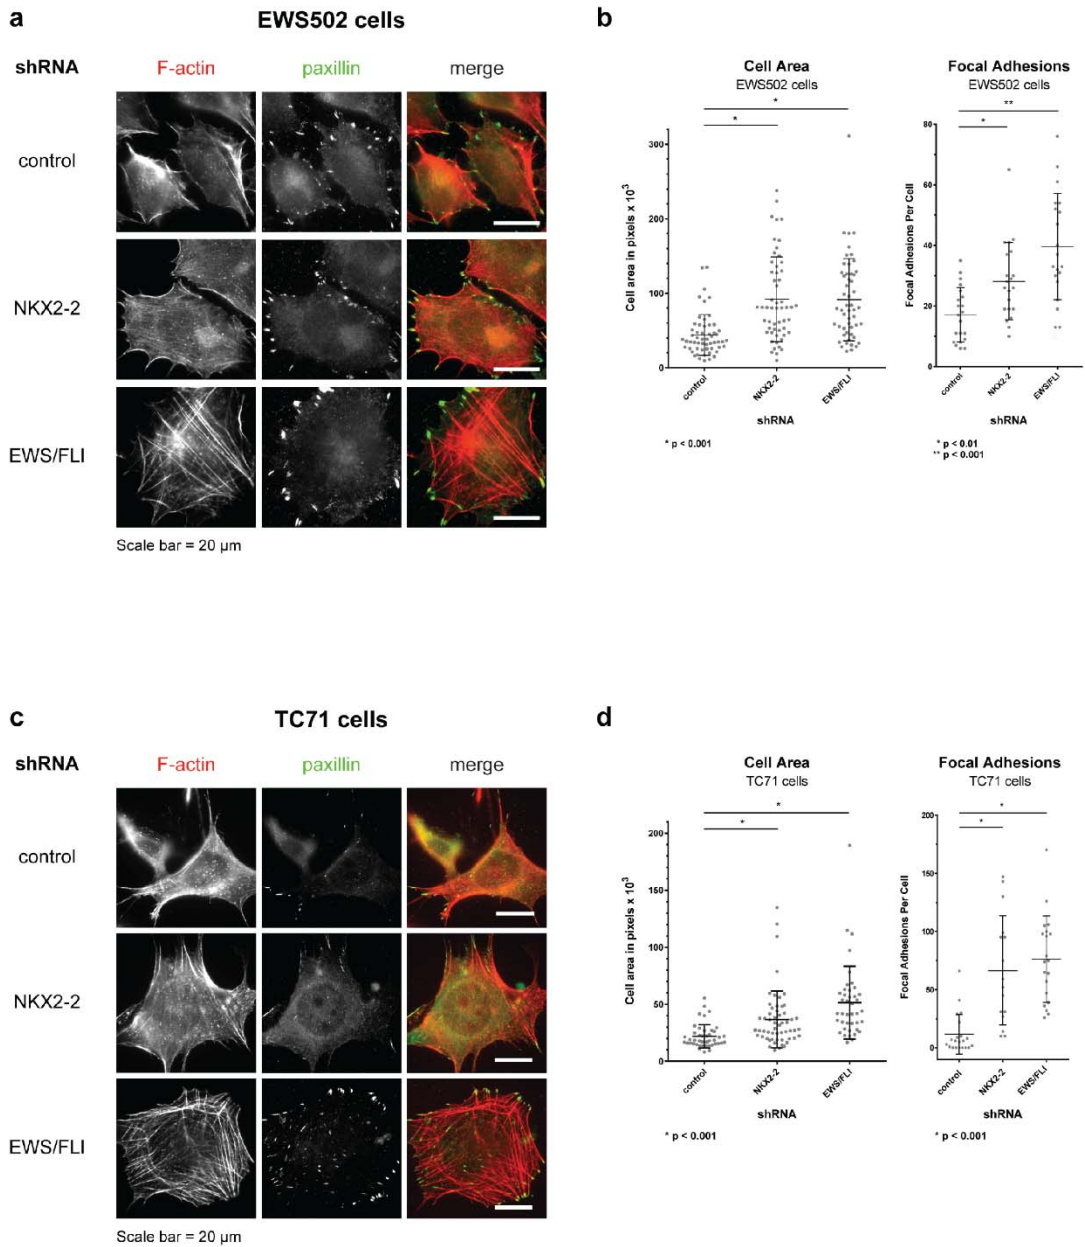 a
EWS502 cells
shRNA F-actin paxillin merge
control
NKX2-2
EWS/FLI
Scale bar = 20 µm
b
Cell Area
EWS502 cells
*
*
Cell area in pixels x 10³
300
200
100
0
control NKX2-2 EWS/FLI
shRNA
* p < 0.001
Focal Adhesions
EWS502 cells
**
*
Focal Adhesions Per Cell
80
60
40
20
0
control NKX2-2 EWS/FLI
shRNA
* p < 0.01
** p < 0.001
c
TC71 cells
shRNA F-actin paxillin merge
control
NKX2-2
EWS/FLI
Scale bar = 20 µm
d
Cell Area
TC71 cells
*
*
Cell area in pixels x 10³
200
150
100
50
0
control NKX2-2 EWS/FLI
shRNA
* p < 0.001
Focal Adhesions
TC71 cells
*
*
Focal Adhesions Per Cell
200
150
100
50
0
control NKX2-2 EWS/FLI
shRNA
* p < 0.001